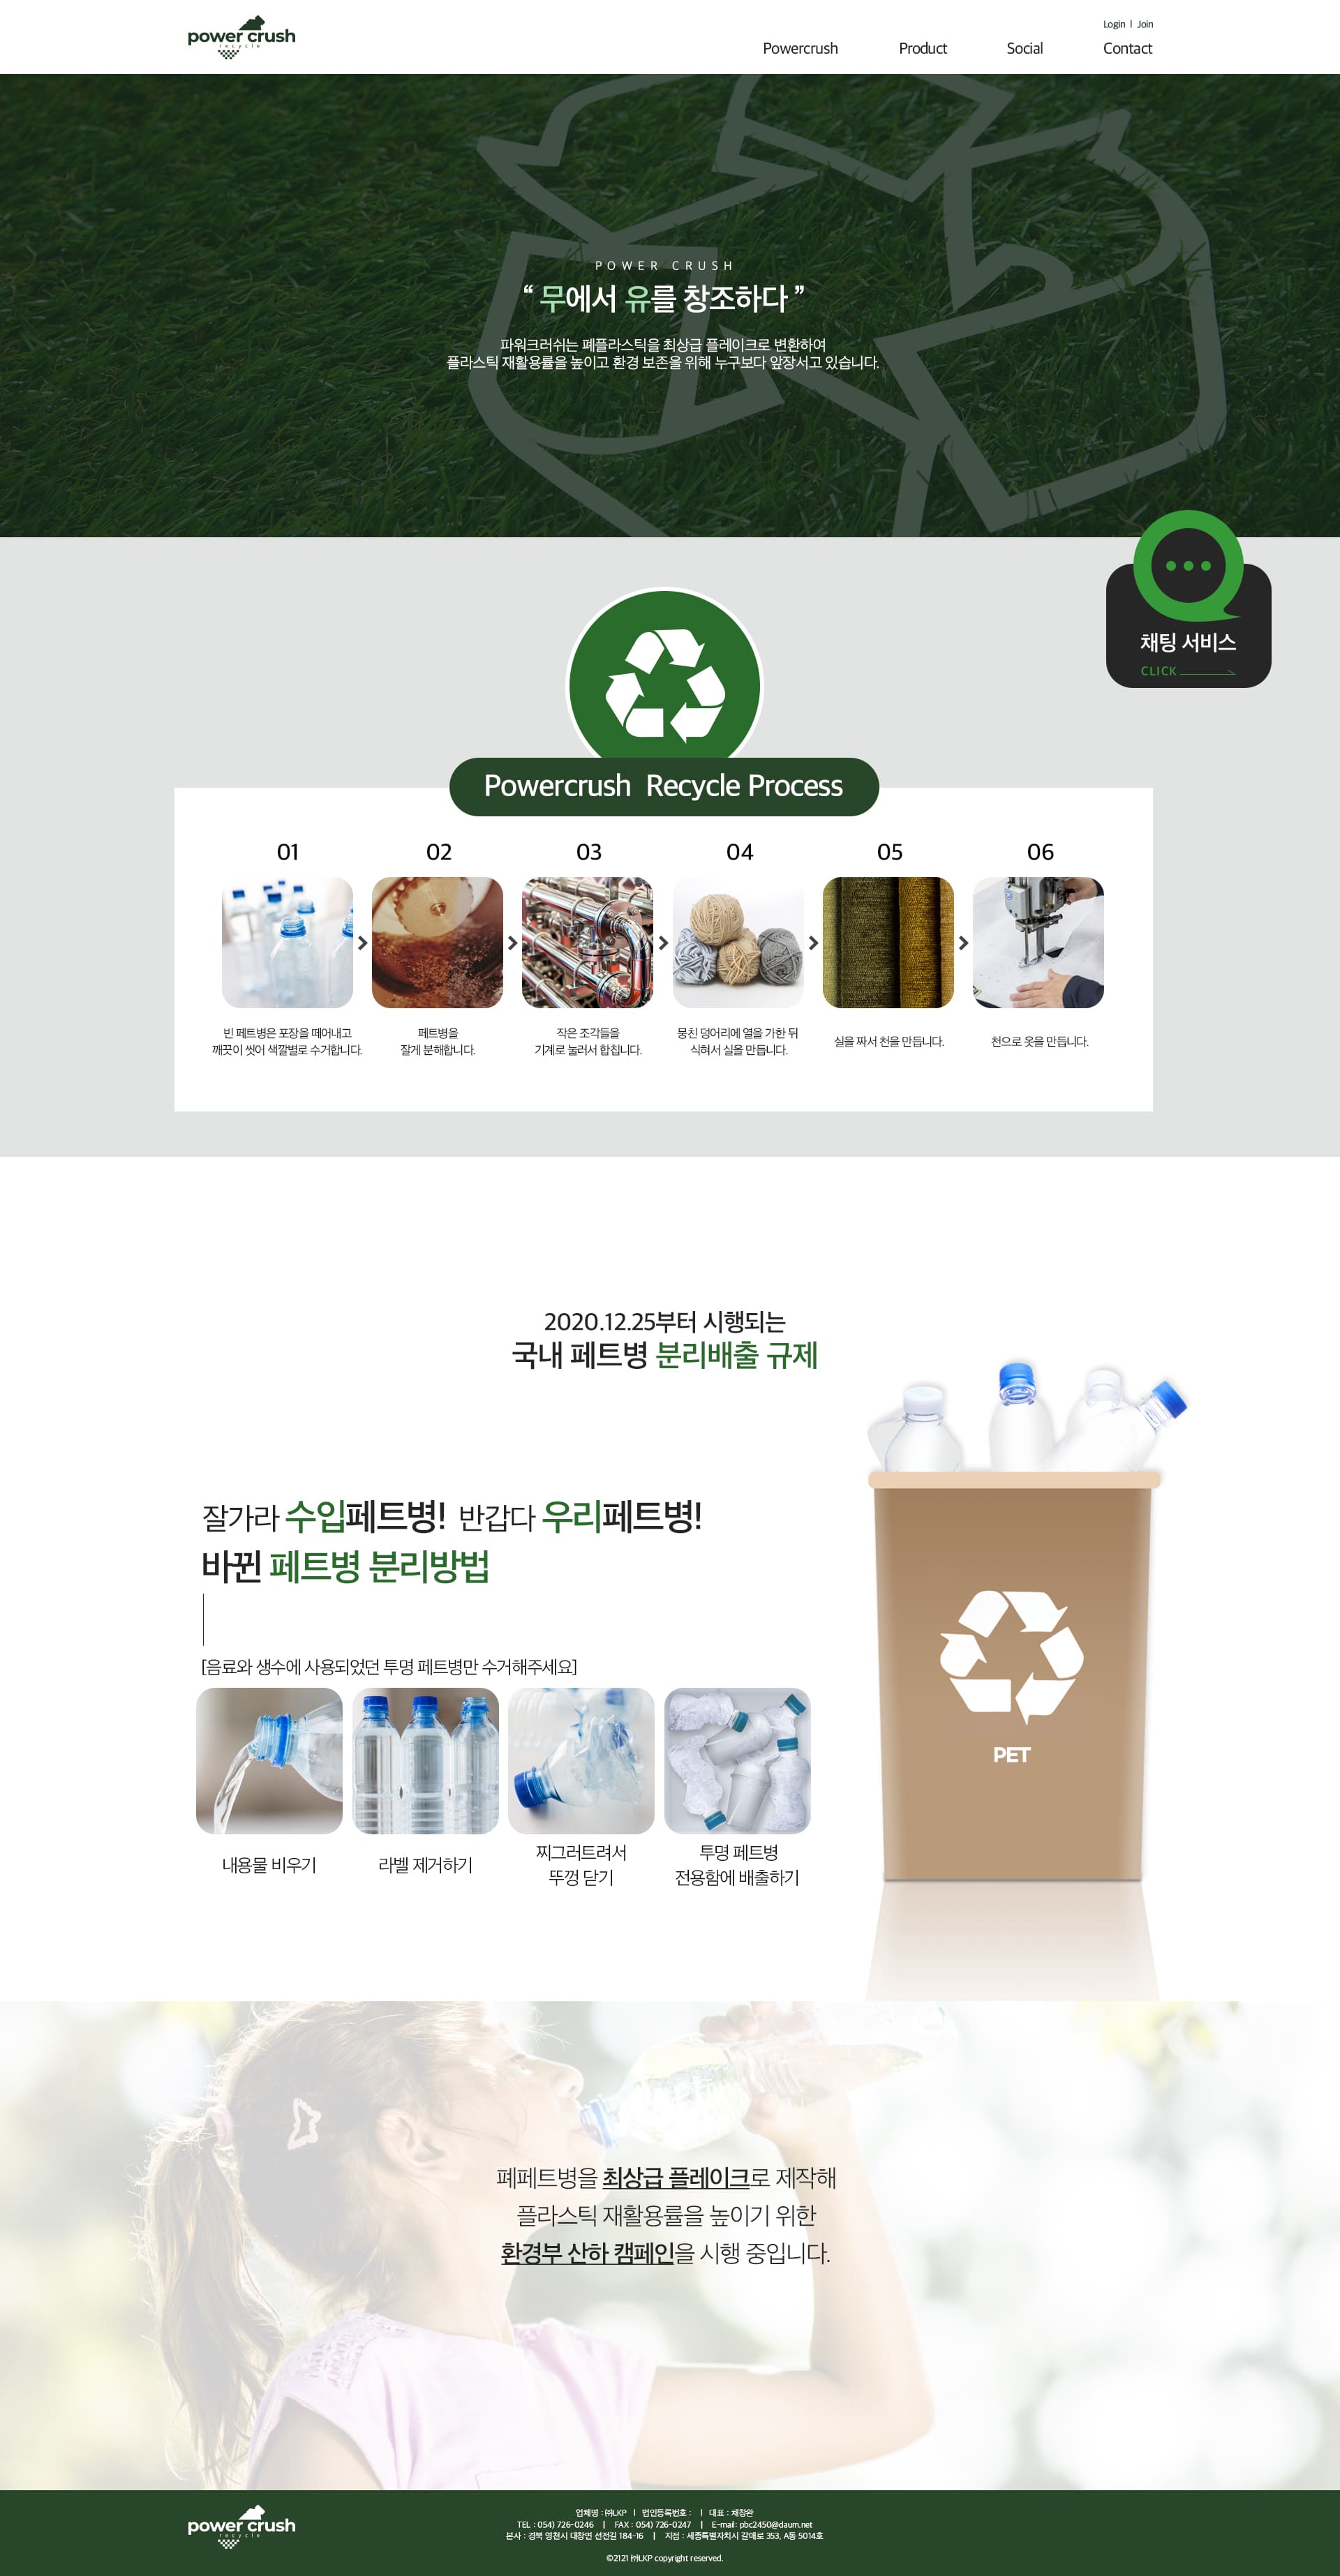 power crush
recycle
Login | Join
Powercrush Product Social Contact
POWER CRUSH
“ 무에서 유를 창조하다 ”
파워크러쉬는 폐플라스틱을 최상급 플레이크로 변환하여
플라스틱 재활용률을 높이고 환경 보존을 위해 누구보다 앞장서고 있습니다.
채팅 서비스
CLICK
Powercrush Recycle Process
01
02
03
04
05
06
빈 페트병은 포장을 떼어내고
깨끗이 씻어 색깔별로 수거합니다.
페트병을
잘게 분해합니다.
작은 조각들을
기계로 눌러서 합칩니다.
뭉친 덩어리에 열을 가한 뒤
식혀서 실을 만듭니다.
실을 짜서 천을 만듭니다.
천으로 옷을 만듭니다.
2020.12.25부터 시행되는
국내 페트병 분리배출 규제
잘가라 수입페트병! 반갑다 우리페트병!
바뀐 페트병 분리방법
[음료와 생수에 사용되었던 투명 페트병만 수거해주세요]
내용물 비우기
라벨 제거하기
찌그러트려서
뚜껑 닫기
투명 페트병
전용함에 배출하기
PET
폐페트병을 최상급 플레이크로 제작해
플라스틱 재활용률을 높이기 위한
환경부 산하 캠페인을 시행 중입니다.
power crush
recycle
업체명 : ㈜LKP | 법인등록번호 : | 대표 : 채창완
TEL : 054) 726-0246 | FAX : 054) 726-0247 | E-mail: pbc2450@daum.net
본사 : 경북 영천시 대창면 선전길 184-16 | 지점 : 세종특별자치시 갈매로 353, A동 5014호
©2121 ㈜LKP copyright reserved.